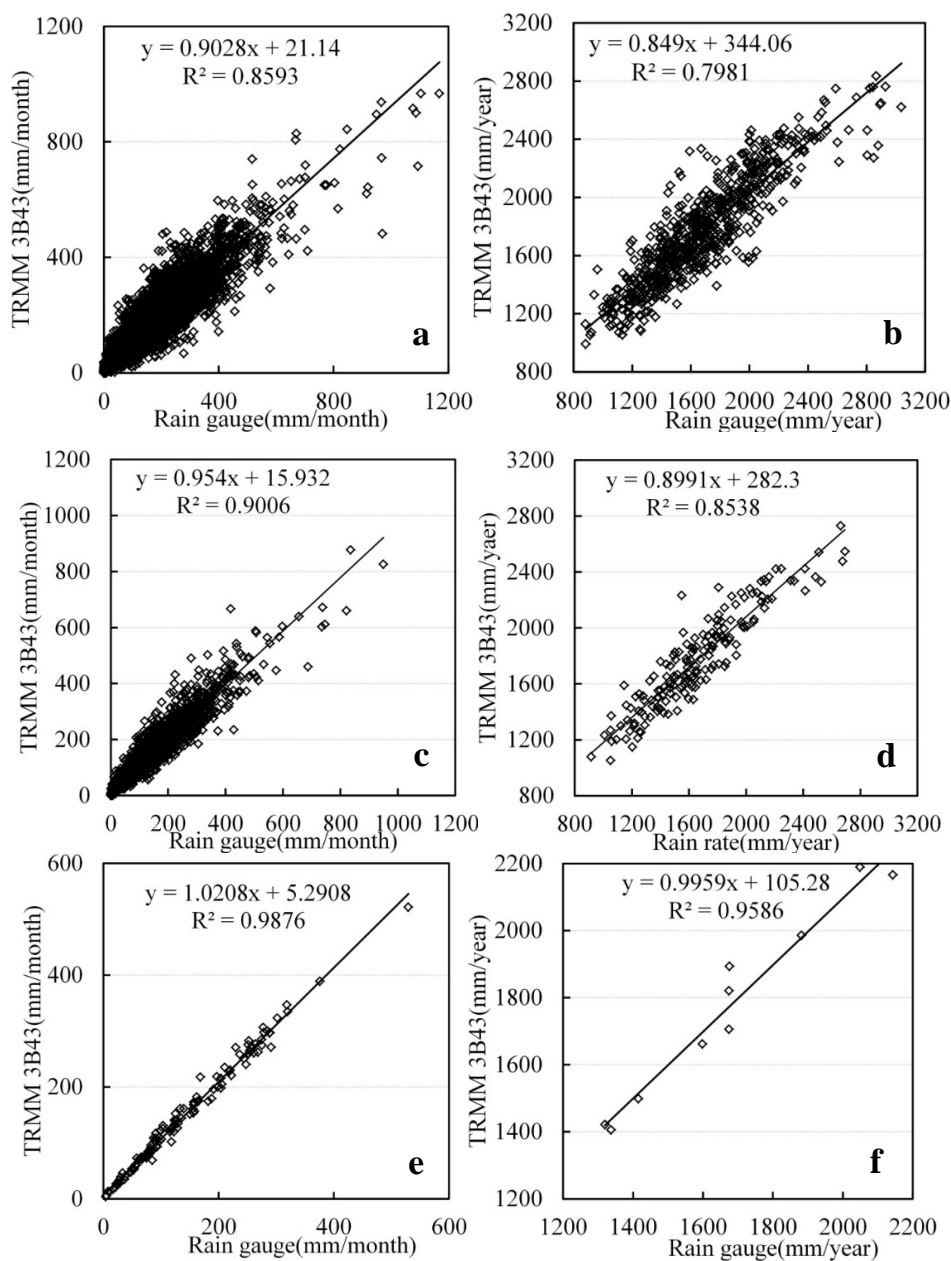 1200
800
400
0
TRMM 3B43(mm/month)
y = 0.9028x + 21.14
R² = 0.8593
a
0 400 800 1200
Rain gauge(mm/month)
3200
2800
2400
2000
1600
1200
800
TRMM 3B43(mm/year)
y = 0.849x + 344.06
R² = 0.7981
b
800 1200 1600 2000 2400 2800 3200
Rain gauge(mm/year)
1200
1000
800
600
400
200
0
TRMM 3B43(mm/month)
y = 0.954x + 15.932
R² = 0.9006
c
0 200 400 600 800 1000 1200
Rain gauge(mm/month)
3200
2800
2400
2000
1600
1200
800
TRMM 3B43(mm/yaer)
y = 0.8991x + 282.3
R² = 0.8538
d
800 1200 1600 2000 2400 2800 3200
Rain rate(mm/year)
600
400
200
0
TRMM 3B43(mm/month)
y = 1.0208x + 5.2908
R² = 0.9876
e
0 200 400 600
Rain gauge(mm/month)
2200
2000
1800
1600
1400
1200
TRMM 3B43(mm/year)
y = 0.9959x + 105.28
R² = 0.9586
f
1200 1400 1600 1800 2000 2200
Rain gauge(mm/year)